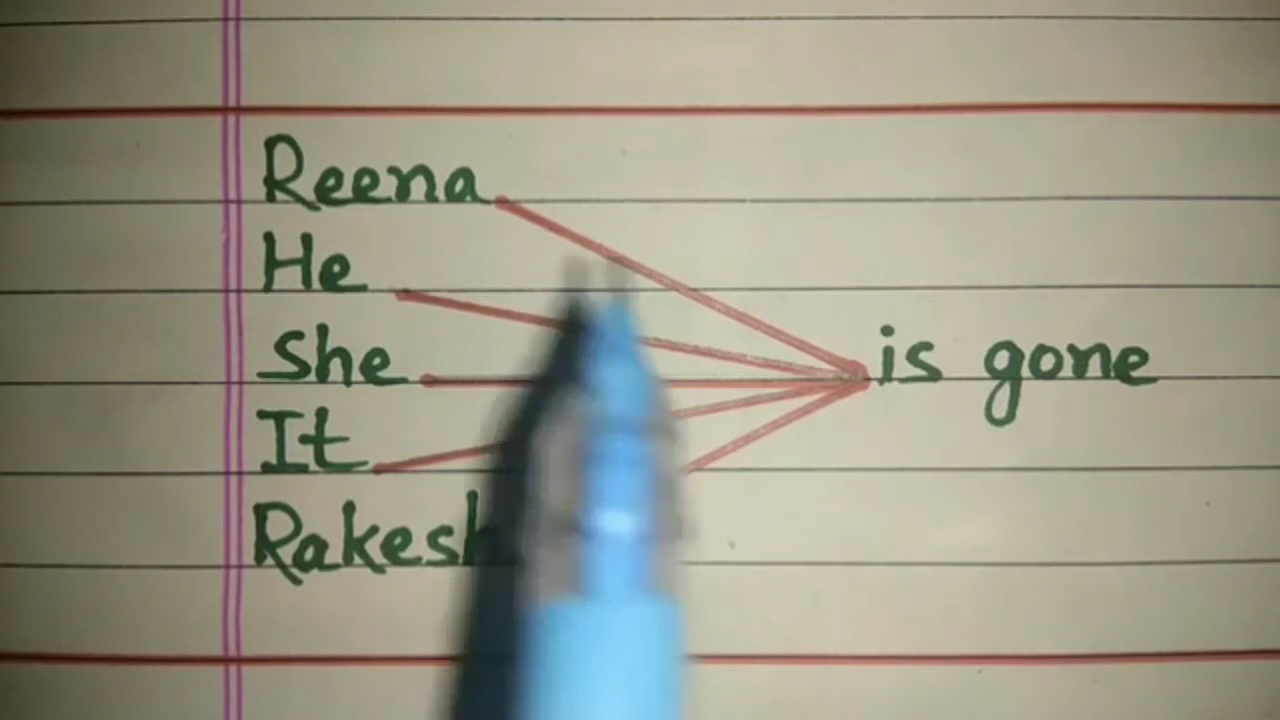 Reena
He
She
It
Rakesh
is gone